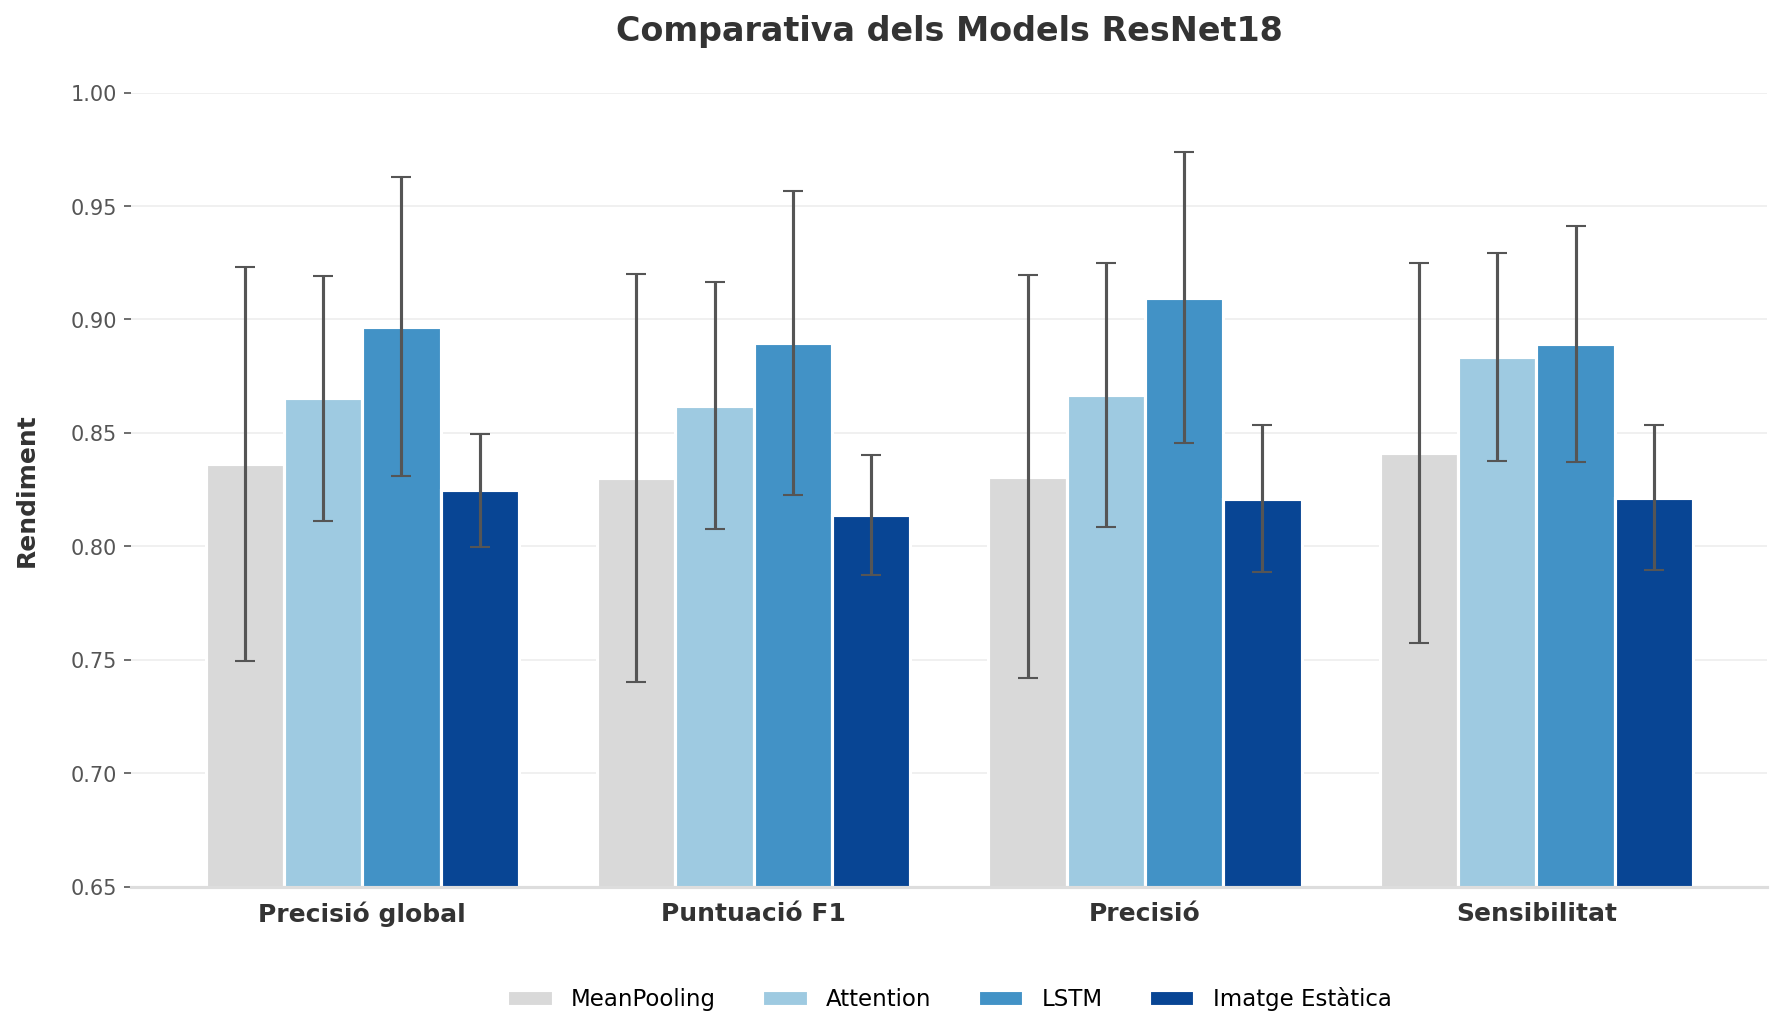 Comparativa dels Models ResNet18
1.00
0.95
0.90
0.85
0.80
0.75
0.70
0.65
Rendiment
Precisió global
Puntuació F1
Precisió
Sensibilitat
MeanPooling
Attention
LSTM
Imatge Estàtica